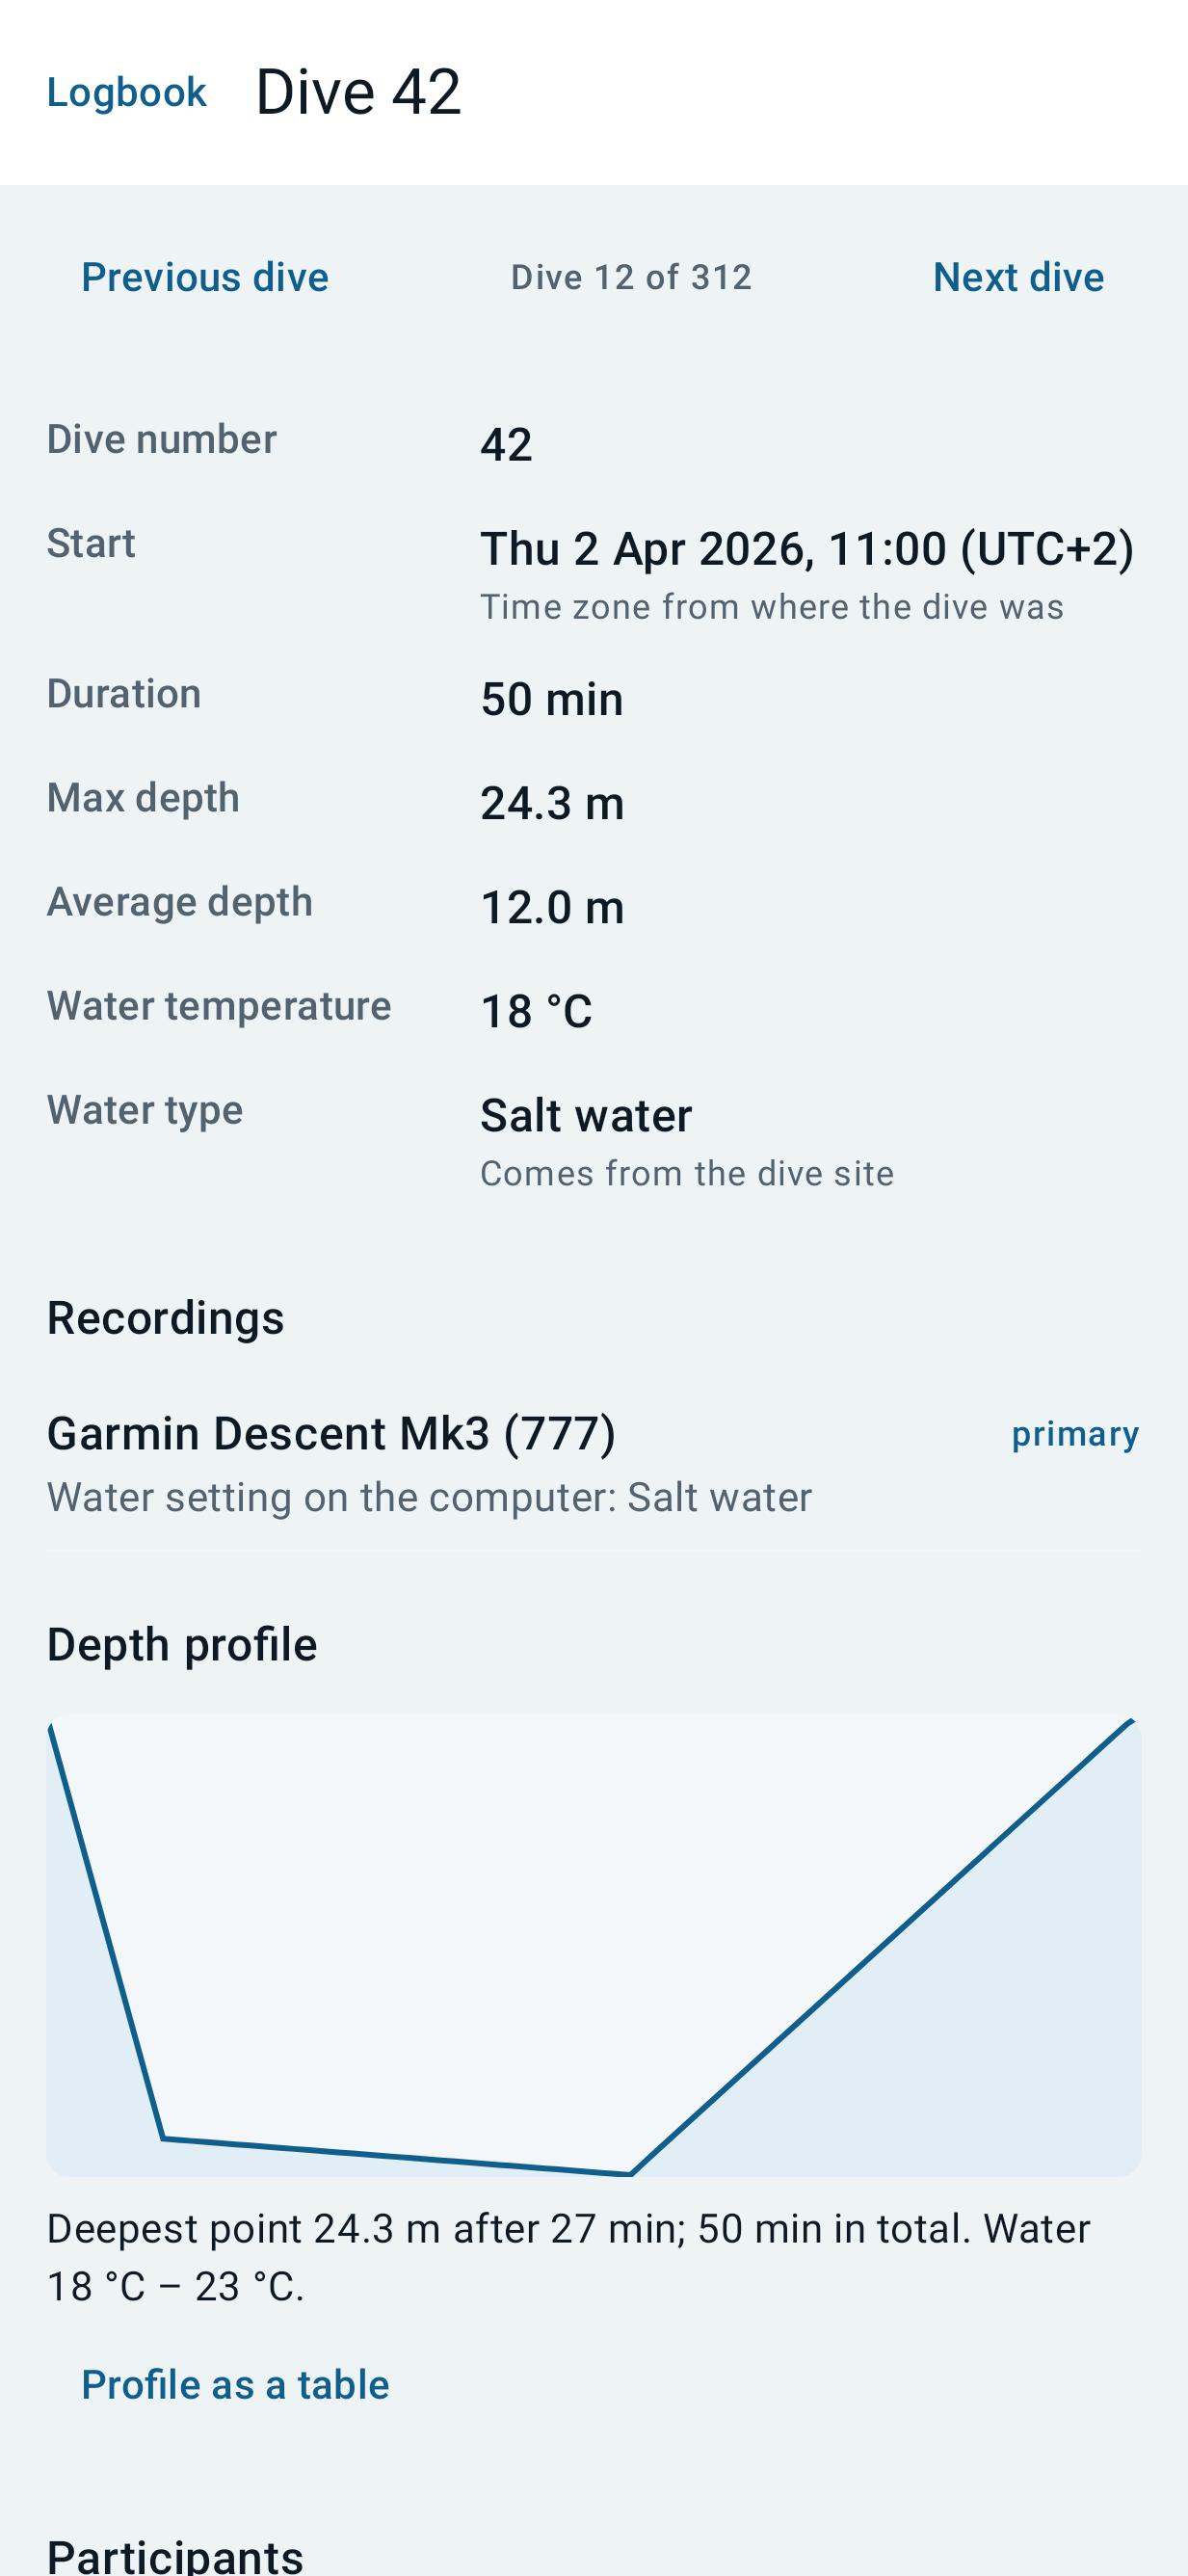 Logbook Dive 42
Previous dive Dive 12 of 312 Next dive
Dive number 42
Start Thu 2 Apr 2026, 11:00 (UTC+2)
Time zone from where the dive was
Duration 50 min
Max depth 24.3 m
Average depth 12.0 m
Water temperature 18 °C
Water type Salt water
Comes from the dive site
Recordings
Garmin Descent Mk3 (777) primary
Water setting on the computer: Salt water
Depth profile
Deepest point 24.3 m after 27 min; 50 min in total. Water
18 °C – 23 °C.
Profile as a table
Participants